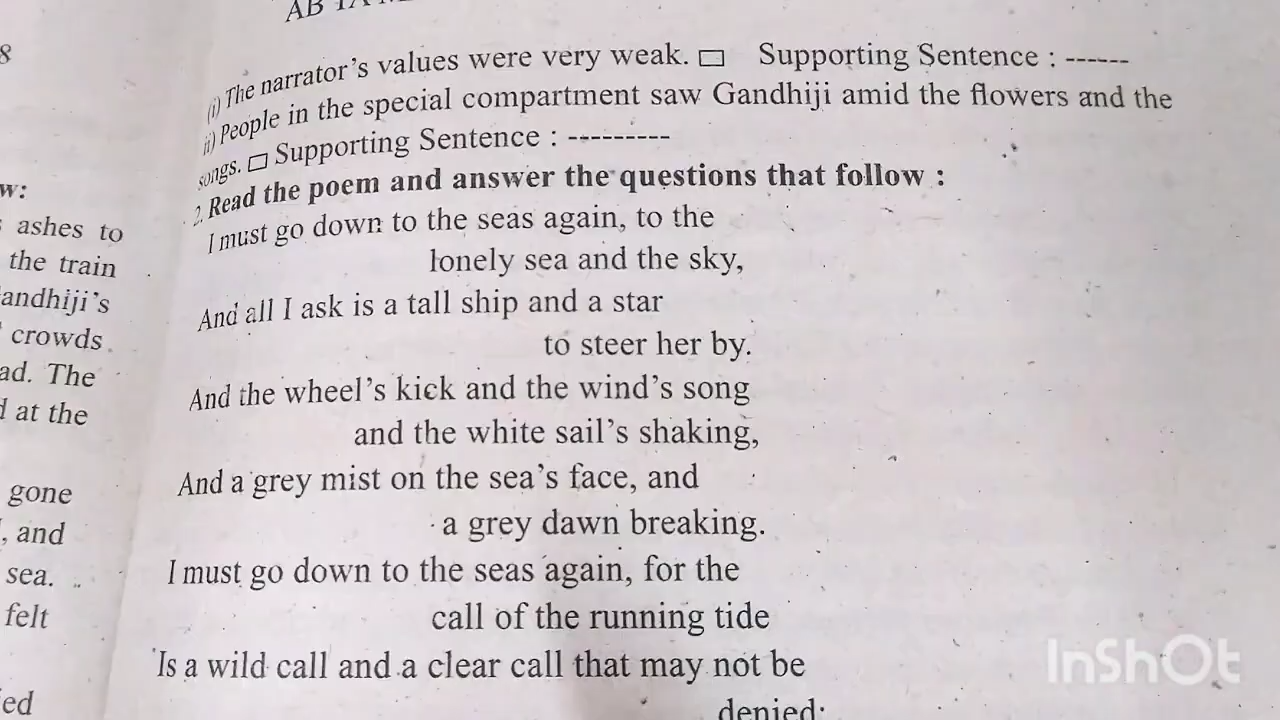 AB
8
w:
ashes to
the train
andhiji's
crowds
ad. The
at the
gone
, and
sea.
felt
ied
(i) The narrator's values were very weak. □ Supporting Sentence : ------
ii) People in the special compartment saw Gandhiji amid the flowers and the
songs. □ Supporting Sentence : ---------
2. Read the poem and answer the questions that follow :
I must go down to the seas again, to the
lonely sea and the sky,
And all I ask is a tall ship and a star
to steer her by.
And the wheel's kick and the wind's song
and the white sail's shaking,
And a grey mist on the sea's face, and
a grey dawn breaking.
I must go down to the seas again, for the
call of the running tide
Is a wild call and a clear call that may not be
denied;
InShOt